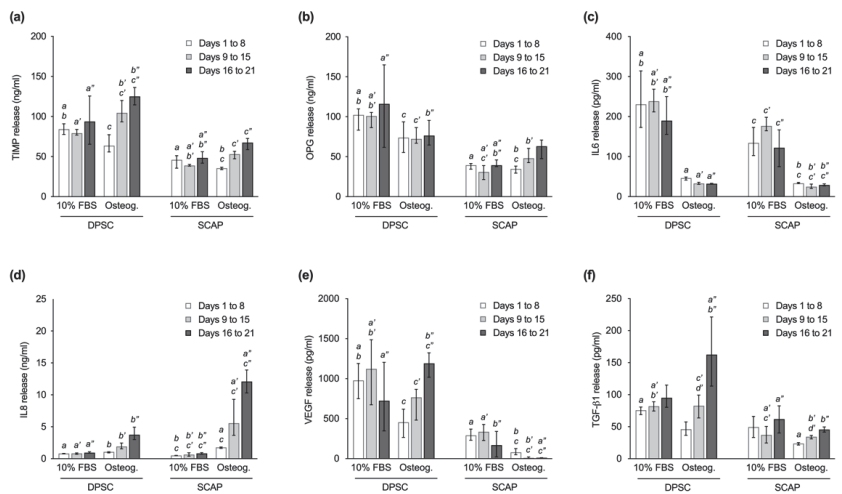 (a)
TIMP release (ng/ml)
200
150
100
50
0
Days 1 to 8
Days 9 to 15
Days 16 to 21
a b a' a" c b' c' b" c" a b a' b' a" b" c c' c"
10% FBS Osteog. 10% FBS Osteog.
DPSC SCAP
(b)
OPG release (ng/ml)
200
150
100
50
0
Days 1 to 8
Days 9 to 15
Days 16 to 21
a b a' b' a" c c' b" a c a' c' a" b" b c b' c'
10% FBS Osteog. 10% FBS Osteog.
DPSC SCAP
(c)
IL6 release (pg/ml)
400
300
200
100
0
Days 1 to 8
Days 9 to 15
Days 16 to 21
a b a' b' a" b" a a' a" c c' c" b c b' c' b" c"
10% FBS Osteog. 10% FBS Osteog.
DPSC SCAP
(d)
IL8 release (ng/ml)
25
20
15
10
5
0
Days 1 to 8
Days 9 to 15
Days 16 to 21
a a' a" b b' b" b c b' c' b" c" a c a' c' a" c"
10% FBS Osteog. 10% FBS Osteog.
DPSC SCAP
(e)
VEGF release (pg/ml)
2000
1500
1000
500
0
Days 1 to 8
Days 9 to 15
Days 16 to 21
a b a' b' a" c c' b" c" a a' b" b c b' c' a" c"
10% FBS Osteog. 10% FBS Osteog.
DPSC SCAP
(f)
TGF-β1 release (pg/ml)
250
200
150
100
50
0
Days 1 to 8
Days 9 to 15
Days 16 to 21
a a' b' c' d' a" b" a' c' a" a c' d' b"
10% FBS Osteog. 10% FBS Osteog.
DPSC SCAP